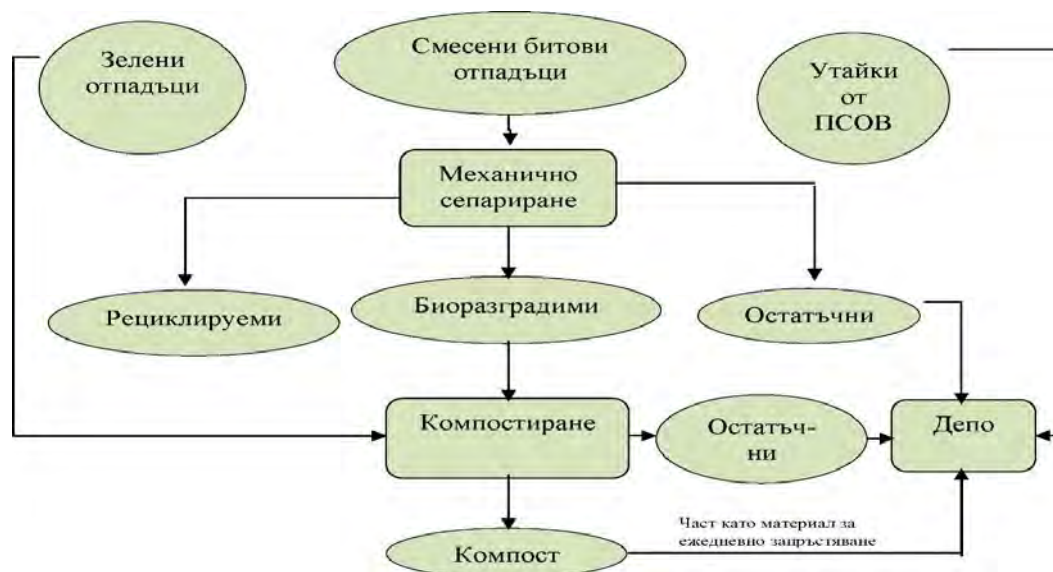 Зелени
отпадъци
Смесени битови
отпадъци
Утайки
от
ПСОВ
Механично
сепариране
Рециклируеми
Биоразградими
Остатъчни
Компостиране
Остатъч-
ни
Депо
Част като материал за
ежедневно запръстяване
Компост